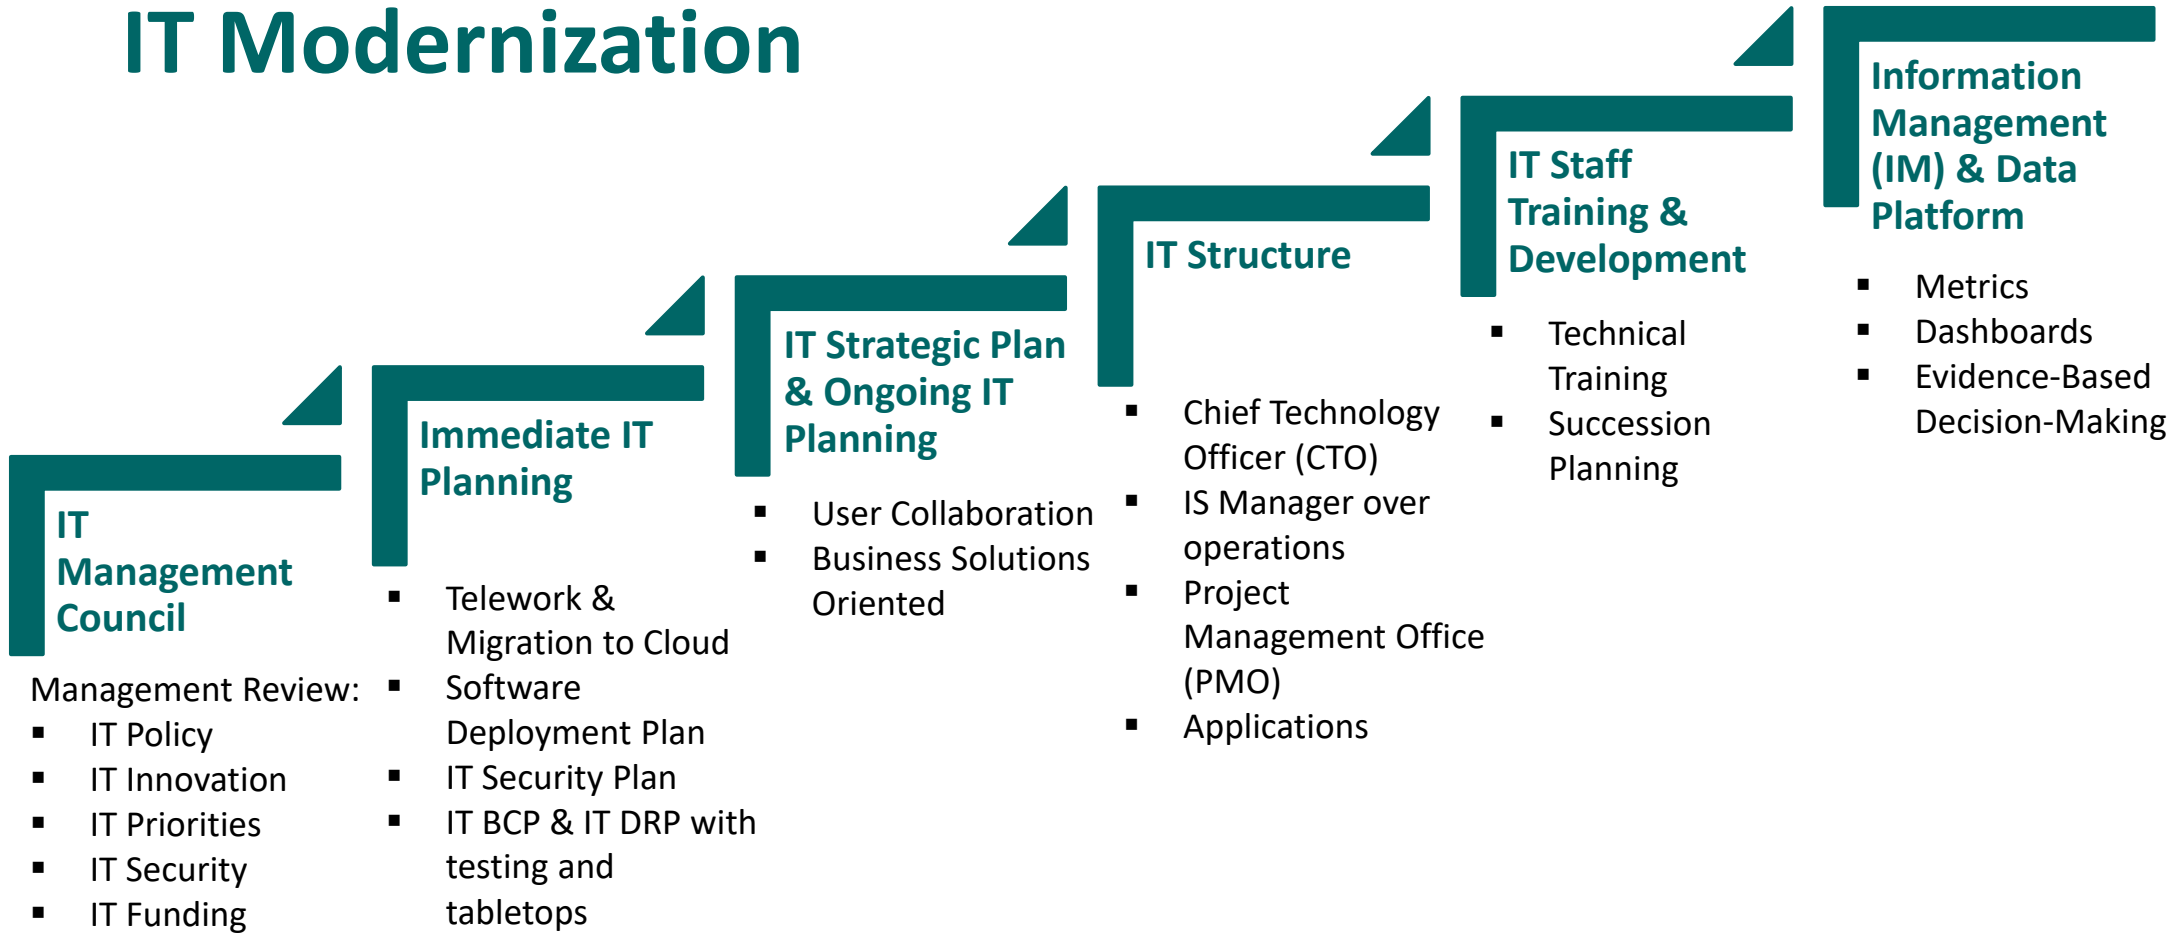 IT Modernization
IT
Management
Council
Management Review:
▪ IT Policy
▪ IT Innovation
▪ IT Priorities
▪ IT Security
▪ IT Funding
Immediate IT
Planning
▪ Telework &
Migration to Cloud
▪ Software
Deployment Plan
▪ IT Security Plan
▪ IT BCP & IT DRP with
testing and
tabletops
IT Strategic Plan
& Ongoing IT
Planning
▪ User Collaboration
▪ Business Solutions
Oriented
IT Structure
▪ Chief Technology
Officer (CTO)
▪ IS Manager over
operations
▪ Project
Management Office
(PMO)
▪ Applications
IT Staff
Training &
Development
▪ Technical
Training
▪ Succession
Planning
Information
Management
(IM) & Data
Platform
▪ Metrics
▪ Dashboards
▪ Evidence-Based
Decision-Making